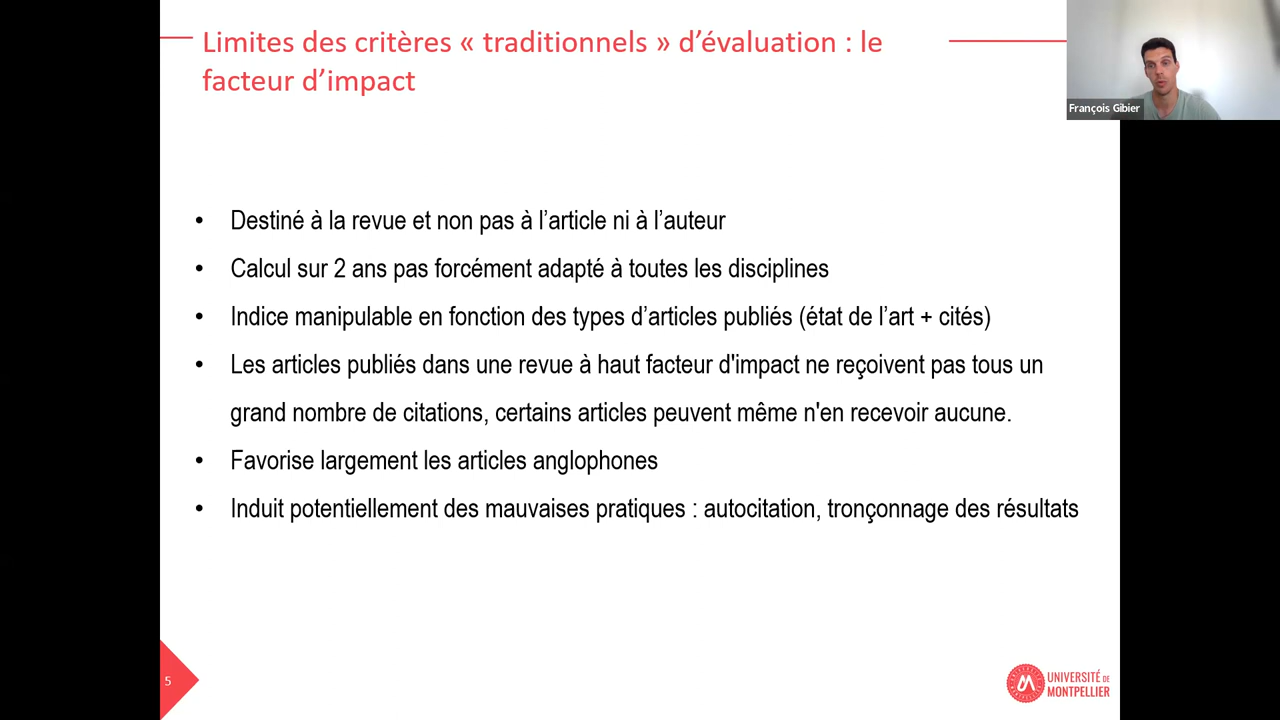 Limites des critères « traditionnels » d’évaluation : le
facteur d’impact
François Gibier
• Destiné à la revue et non pas à l’article ni à l’auteur
• Calcul sur 2 ans pas forcément adapté à toutes les disciplines
• Indice manipulable en fonction des types d’articles publiés (état de l’art + cités)
• Les articles publiés dans une revue à haut facteur d'impact ne reçoivent pas tous un
grand nombre de citations, certains articles peuvent même n'en recevoir aucune.
• Favorise largement les articles anglophones
• Induit potentiellement des mauvaises pratiques : autocitation, tronçonnage des résultats
5
UNIVERSITÉ DE
MONTPELLIER